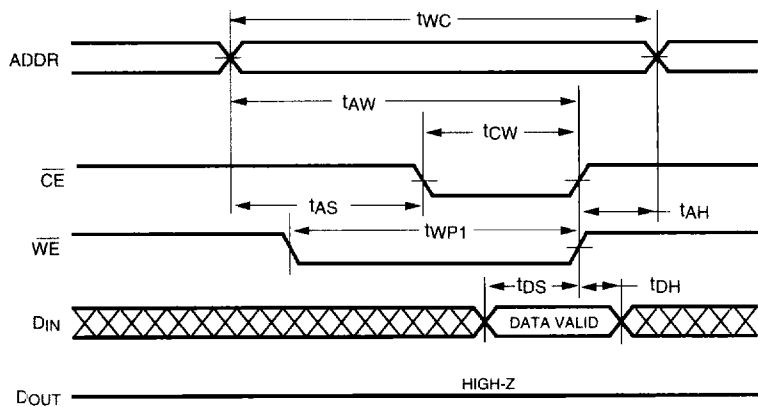 tWC
ADDR
tAW
tCW
CE
tAS
tAH
tWP1
WE
tDS
tDH
DIN
DATA VALID
HIGH-Z
DOUT